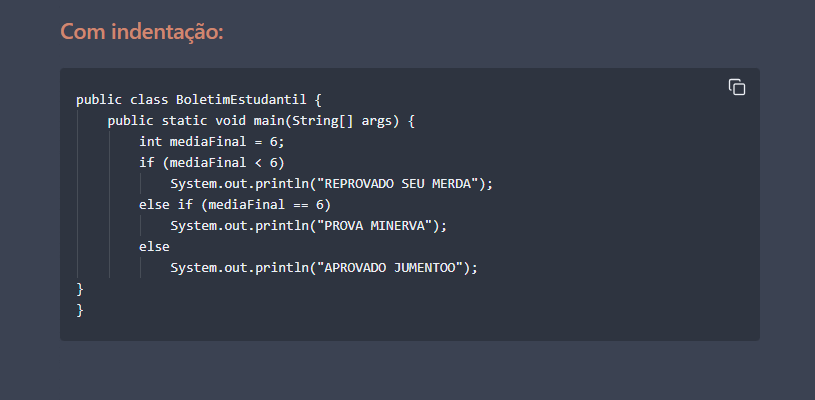 Com indentação:
public class BoletimEstudantil {
    public static void main(String[] args) {
        int mediaFinal = 6;
        if (mediaFinal < 6)
            System.out.println("REPROVADO SEU MERDA");
        else if (mediaFinal == 6)
            System.out.println("PROVA MINERVA");
        else
            System.out.println("APROVADO JUMENTOO");
}
}